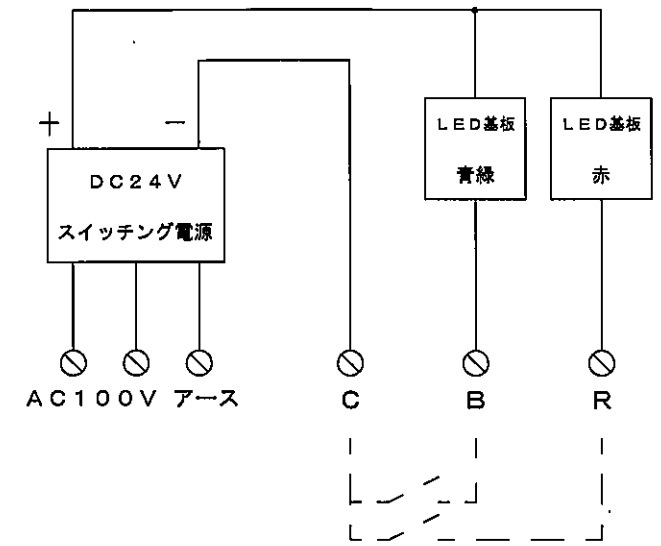 + −
LED基板 LED基板
DC24V
青緑 赤
スイッチング電源
AC100V アース C B R